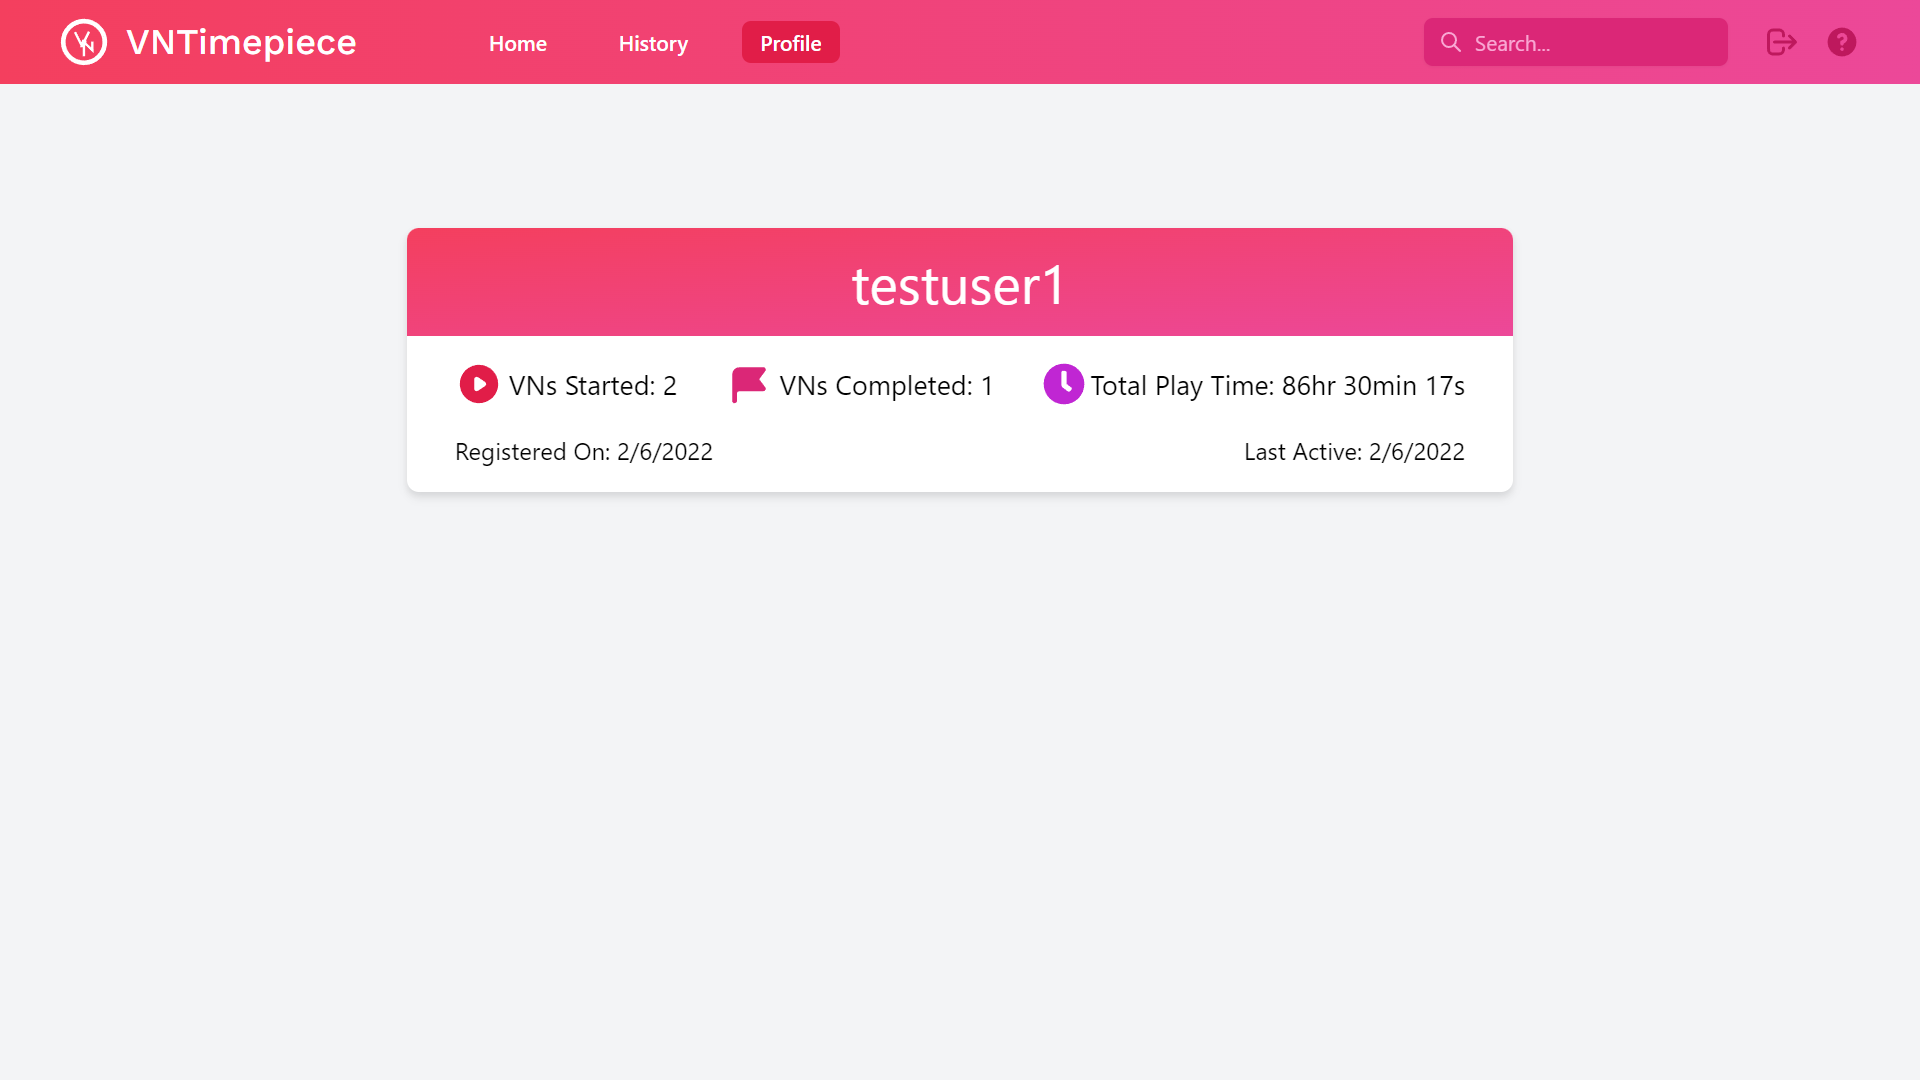 VN VNTimepiece Home History Profile Search...
testuser1
VNs Started: 2 VNs Completed: 1 Total Play Time: 86hr 30min 17s
Registered On: 2/6/2022 Last Active: 2/6/2022